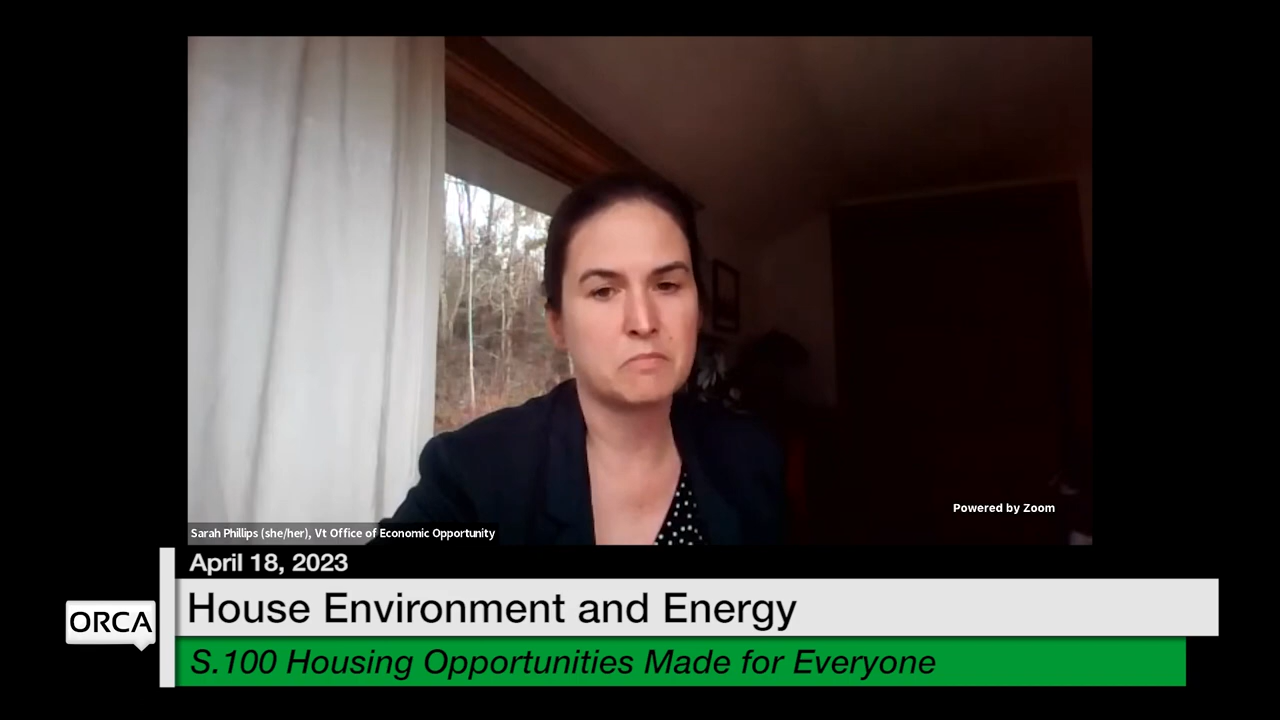 Powered by Zoom
Sarah Phillips (she/her), Vt Office of Economic Opportunity
April 18, 2023
ORCA
House Environment and Energy
S.100 Housing Opportunities Made for Everyone